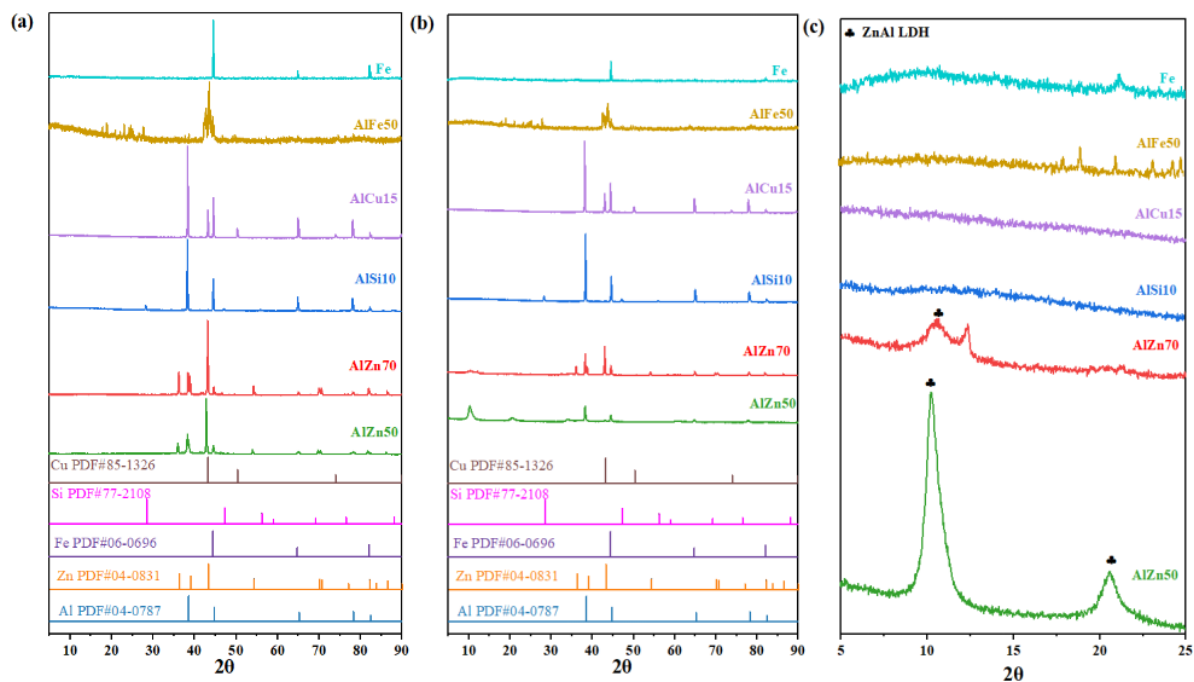 (a)
Fe
AlFe50
AlCu15
AlSi10
AlZn70
AlZn50
Cu PDF#85-1326
Si PDF#77-2108
Fe PDF#06-0696
Zn PDF#04-0831
Al PDF#04-0787
10 20 30 40 50 60 70 80 90
2θ
(b)
Fe
AlFe50
AlCu15
AlSi10
AlZn70
AlZn50
Cu PDF#85-1326
Si PDF#77-2108
Fe PDF#06-0696
Zn PDF#04-0831
Al PDF#04-0787
10 20 30 40 50 60 70 80 90
2θ
(c)
♣ ZnAl LDH
Fe
AlFe50
AlCu15
AlSi10
♣
AlZn70
♣
♣
AlZn50
5 10 15 20 25
2θ